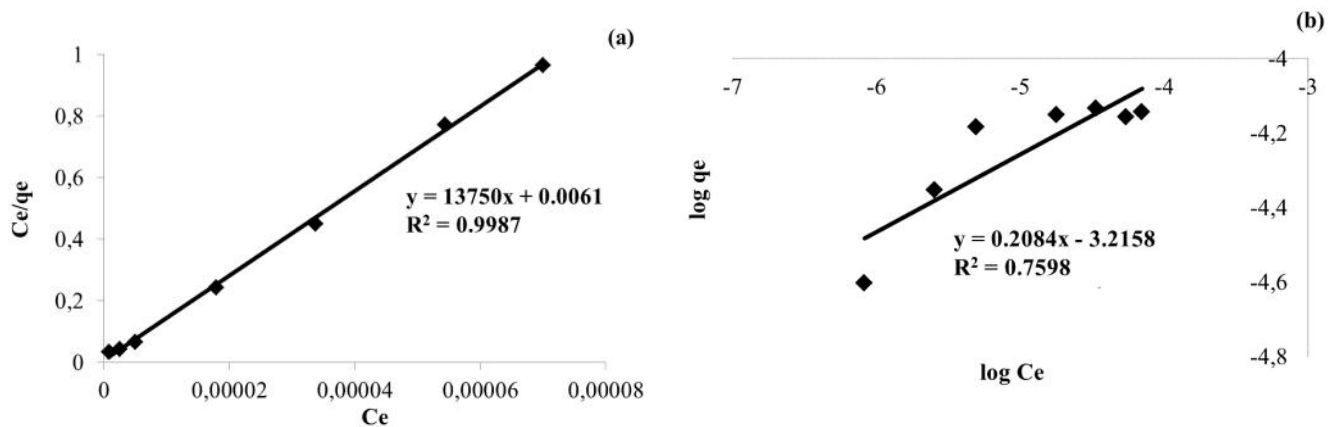 (a)
1
0,8
0,6
0,4
0,2
0
Ce/qe
y = 13750x + 0.0061
R² = 0.9987
0 0,00002 0,00004 0,00006 0,00008
Ce
(b)
-7 -6 -5 -4 -3
-4
-4,2
-4,4
-4,6
-4,8
log qe
y = 0.2084x - 3.2158
R² = 0.7598
log Ce